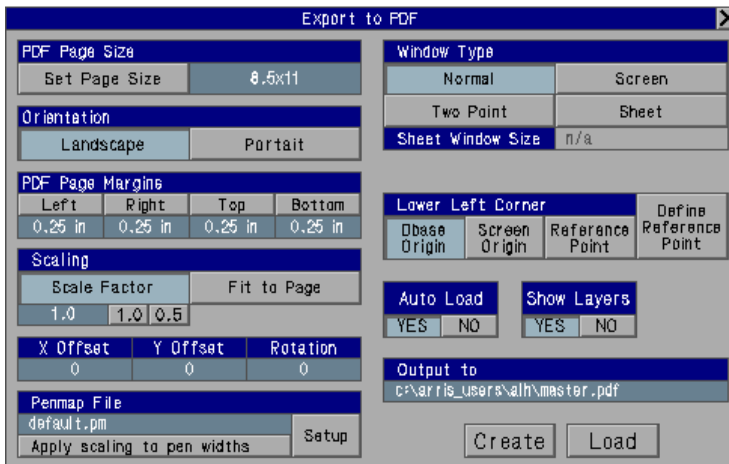 Export to PDF
PDF Page Size
Set Page Size 8.5x11
Orientation
Landscape Portait
PDF Page Margins
Left Right Top Bottom
0.25 in 0.25 in 0.25 in 0.25 in
Scaling
Scale Factor Fit to Page
1.0 1.0 0.5
X Offset Y Offset Rotation
0 0 0
Penmap File
default.pm
Apply scaling to pen widths
Setup
Window Type
Normal Screen
Two Point Sheet
Sheet Window Size n/a
Lower Left Corner
Dbase Origin
Screen Origin
Reference Point
Define Reference Point
Auto Load
YES NO
Show Layers
YES NO
Output to
c:\arris_users\alh\master.pdf
Create Load